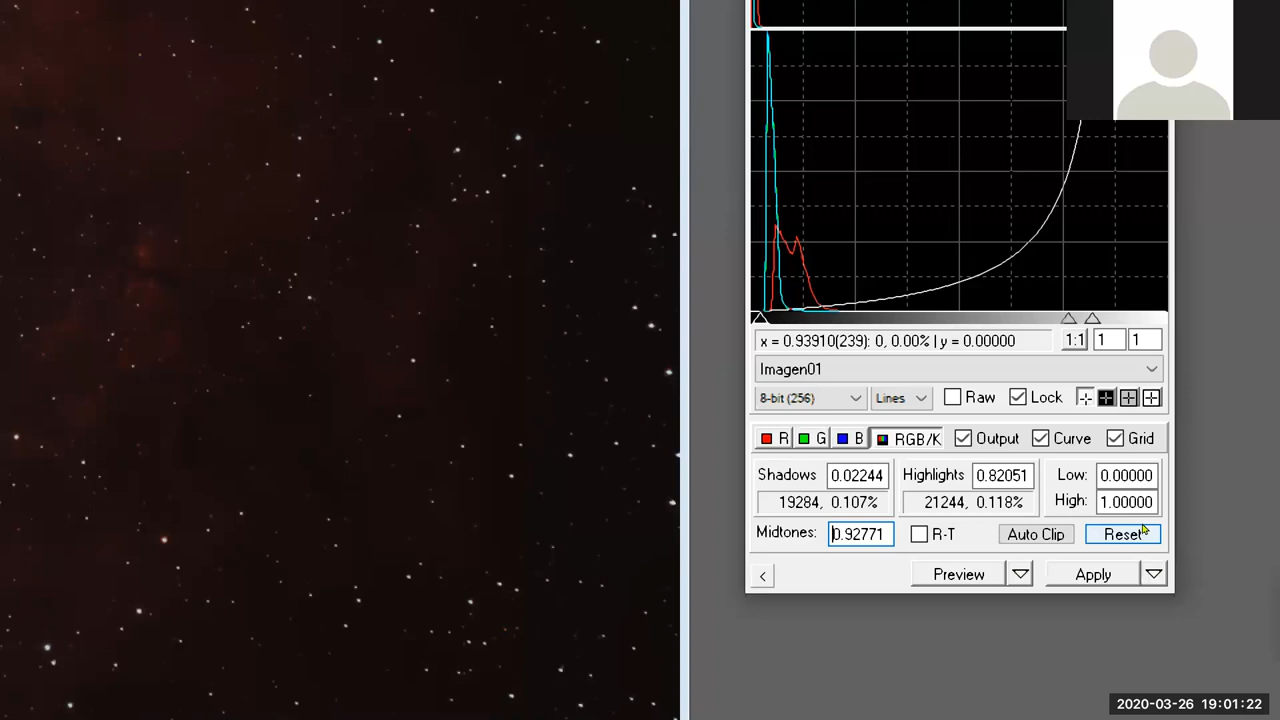 x = 0.93910(239): 0, 0.00% | y = 0.00000 1:1 1 1
Imagen01
8-bit (256) Lines Raw Lock
R G B RGB/K Output Curve Grid
Shadows 0.02244 Highlights 0.82051 Low: 0.00000
19284, 0.107% 21244, 0.118% High: 1.00000
Midtones: 0.92771 R-T Auto Clip Reset
< Preview Apply
2020-03-26 19:01:22